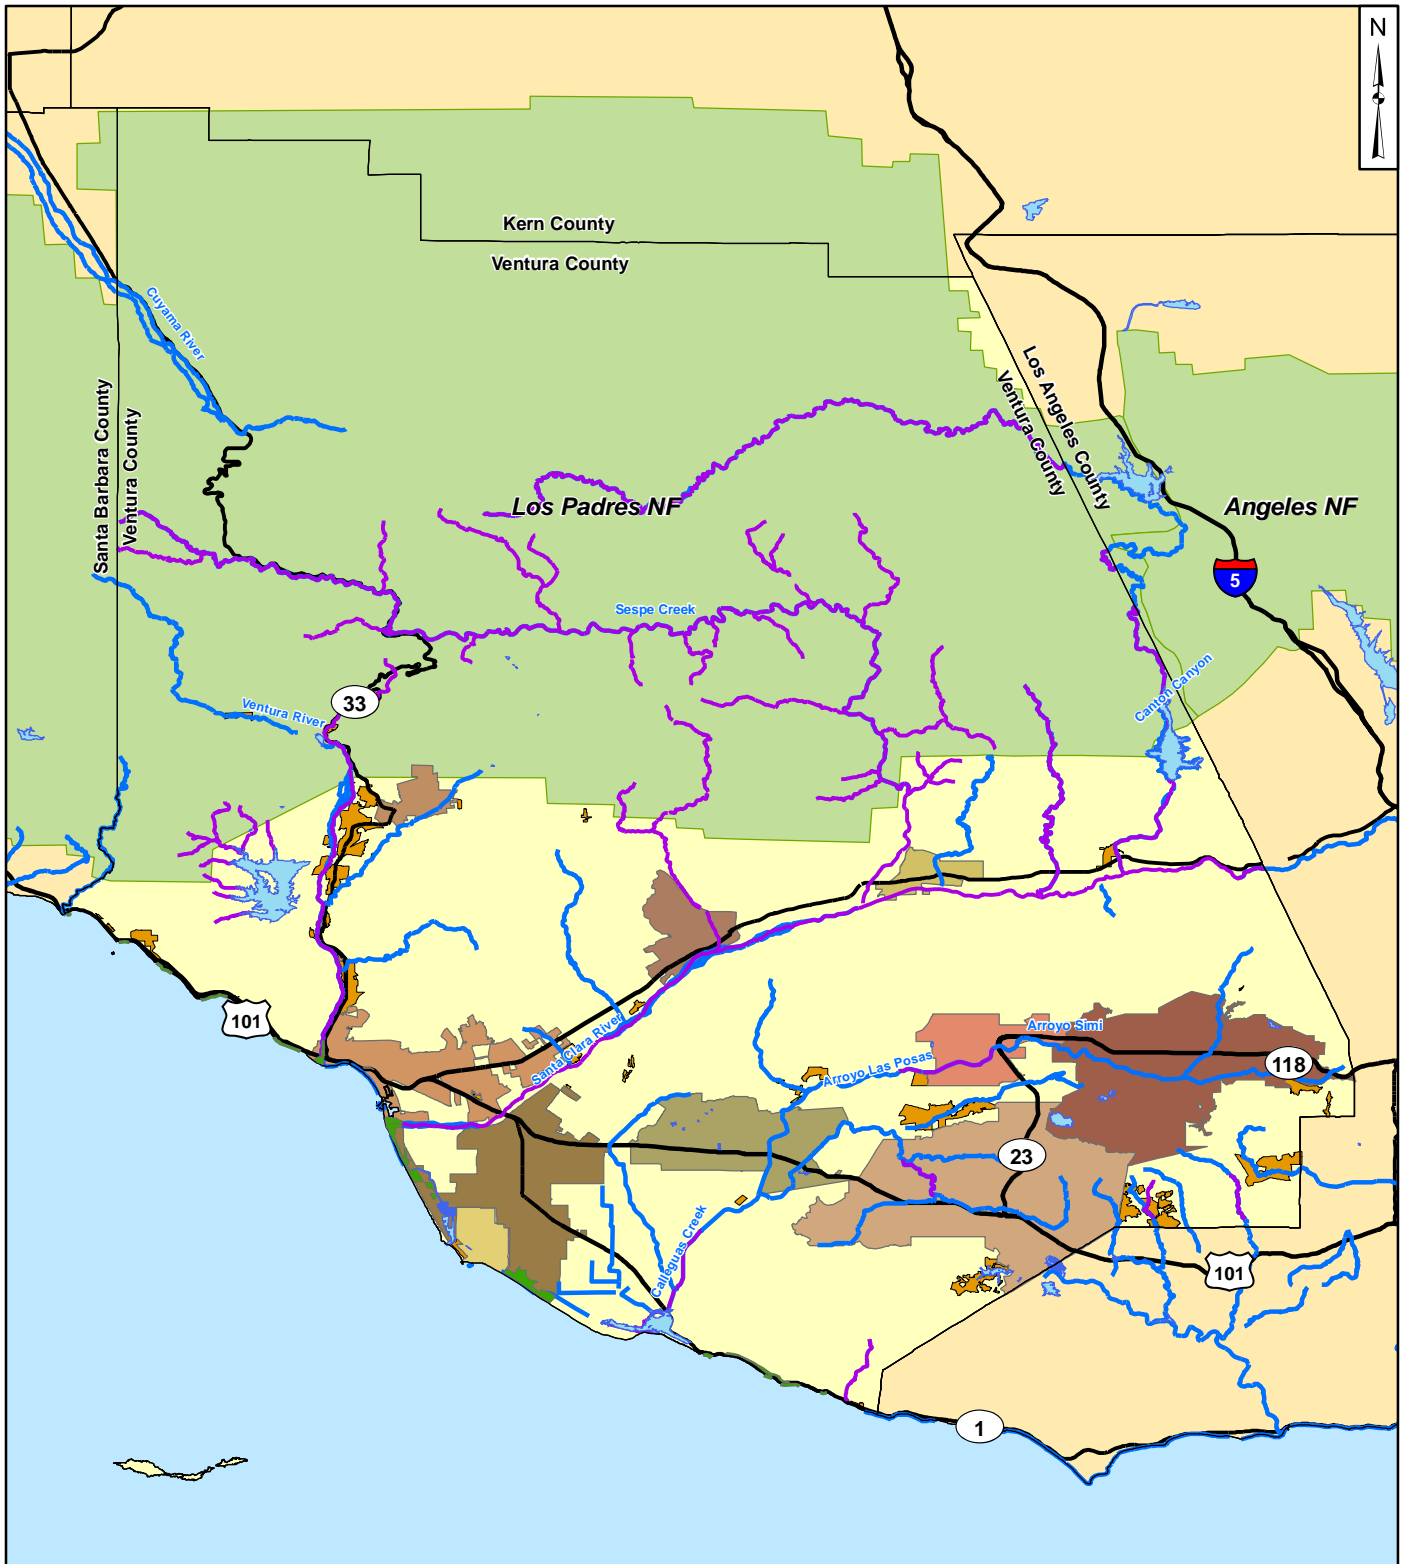 N
Kern County
Ventura County
Cuyama River
Los Angeles County
Ventura County
Santa Barbara County
Ventura County
Los Padres NF
Angeles NF
5
Sespe Creek
Canton Canyon
33
Ventura River
101
Santa Clara River
Arroyo Simi
Arroyo Las Posas
118
23
Calleguas Creek
101
1